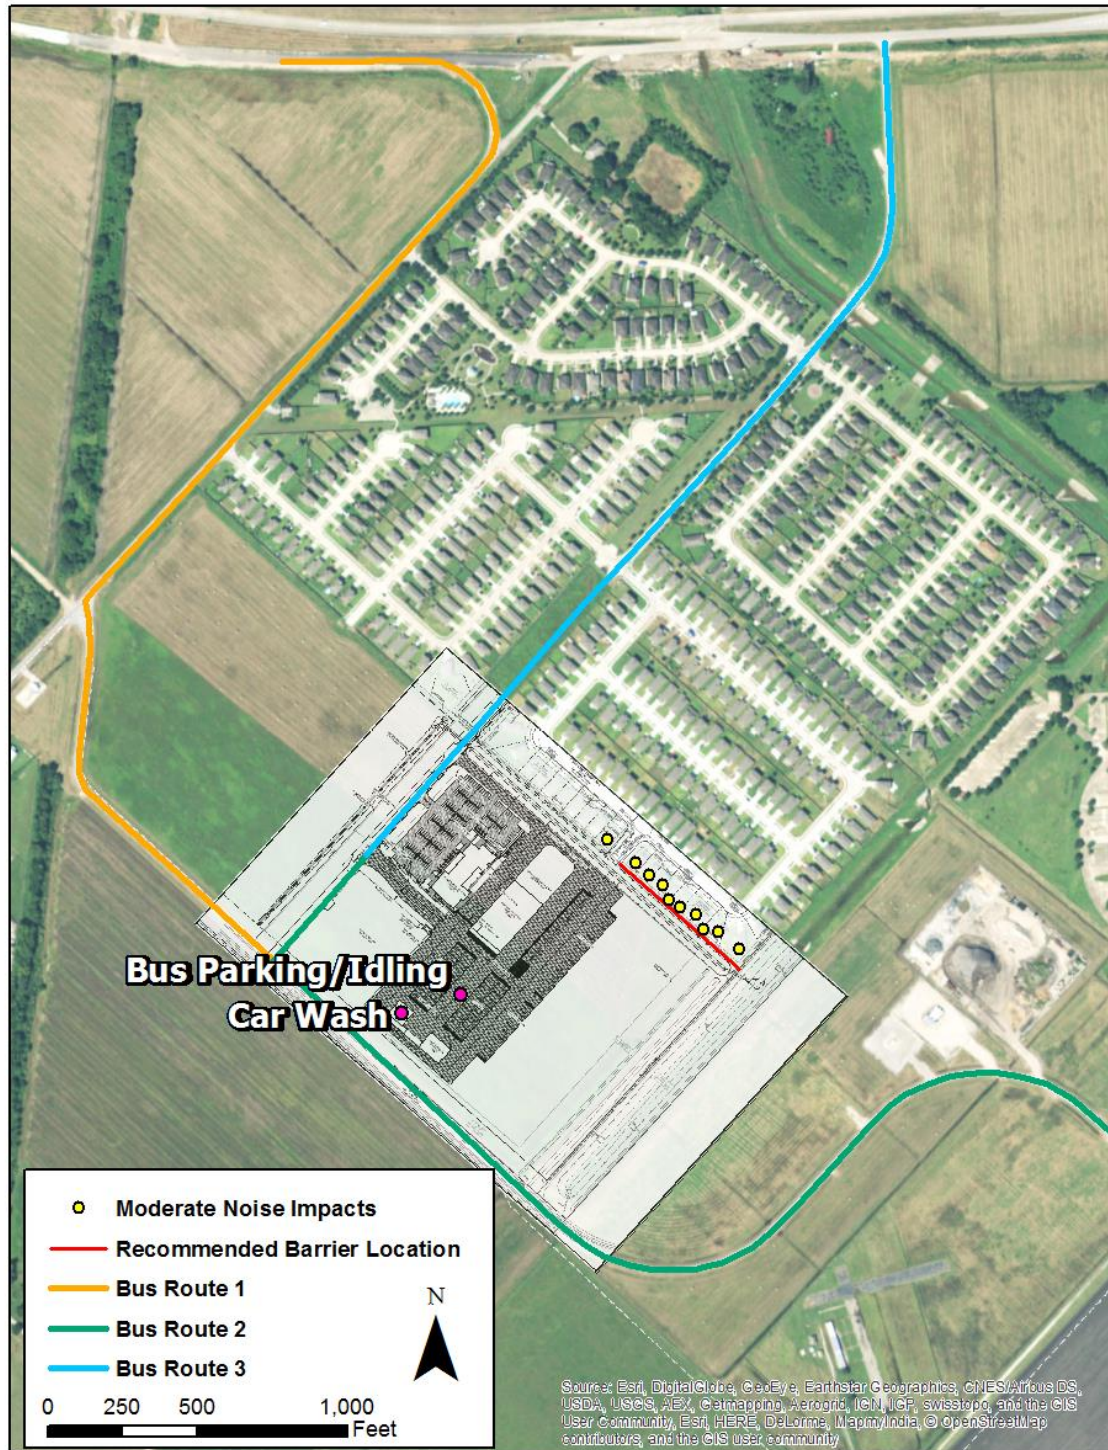 Bus Parking/Idling
Car Wash
Moderate Noise Impacts
Recommended Barrier Location
Bus Route 1
Bus Route 2
Bus Route 3
N
0 250 500 1,000
Feet
Source: Esri, DigitalGlobe, GeoEye, Earthstar Geographics, CNES/Airbus DS,
USDA, USGS, AEX, Getmapping, Aerogrid, IGN, IGP, swisstopo, and the GIS
User Community, Esri, HERE, DeLorme, MapmyIndia, © OpenStreetMap
contributors, and the GIS user community